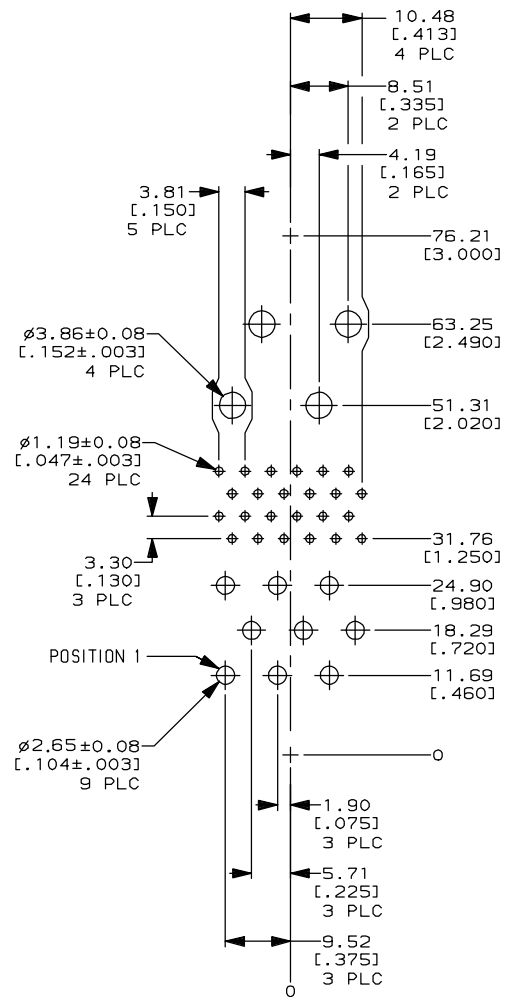 10.48
[.413]
4 PLC
8.51
[.335]
2 PLC
4.19
[.165]
2 PLC
3.81
[.150]
5 PLC
76.21
[3.000]
63.25
[2.490]
ø3.86±0.08
[.152±.003]
4 PLC
51.31
[2.020]
ø1.19±0.08
[.047±.003]
24 PLC
31.76
[1.250]
3.30
[.130]
3 PLC
24.90
[.980]
18.29
[.720]
POSITION 1
11.69
[.460]
ø2.65±0.08
[.104±.003]
9 PLC
0
1.90
[.075]
3 PLC
5.71
[.225]
3 PLC
9.52
[.375]
3 PLC
0